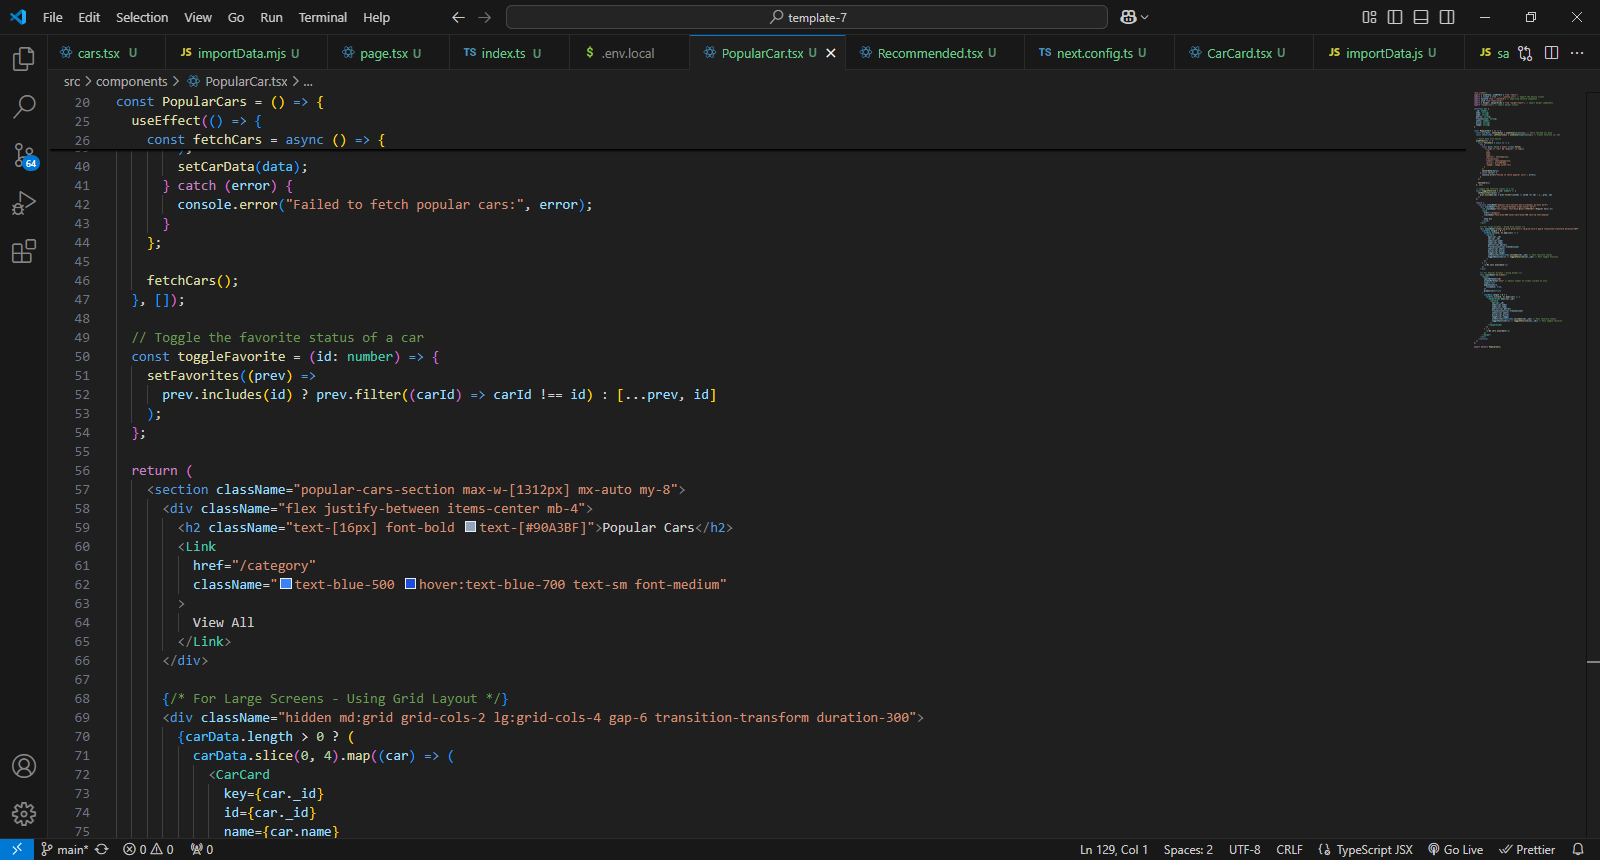 File Edit Selection View Go Run Terminal Help
template-7
cars.tsx U
JS importData.mjs U
page.tsx U
TS index.ts U
$ .env.local
PopularCar.tsx U
Recommended.tsx U
TS next.config.ts U
CarCard.tsx U
JS importData.js U
JS sa
src > components > PopularCar.tsx > ...
20 const PopularCars = () => {
25 useEffect(() => {
26 const fetchCars = async () => {
40 setCarData(data);
41 } catch (error) {
42 console.error("Failed to fetch popular cars:", error);
43 }
44 };
45
46 fetchCars();
47 }, []);
48
49 // Toggle the favorite status of a car
50 const toggleFavorite = (id: number) => {
51 setFavorites((prev) =>
52 prev.includes(id) ? prev.filter((carId) => carId !== id) : [...prev, id]
53 );
54 };
55
56 return (
57 <section className="popular-cars-section max-w-[1312px] mx-auto my-8">
58 <div className="flex justify-between items-center mb-4">
59 <h2 className="text-[16px] font-bold text-[#90A3BF]">Popular Cars</h2>
60 <Link
61 href="/category"
62 className="text-blue-500 hover:text-blue-700 text-sm font-medium"
63 >
64 View All
65 </Link>
66 </div>
67
68 {/* For Large Screens - Using Grid Layout */}
69 <div className="hidden md:grid grid-cols-2 lg:grid-cols-4 gap-6 transition-transform duration-300">
70 {carData.length > 0 ? (
71 carData.slice(0, 4).map((car) => (
72 <CarCard
73 key={car._id}
74 id={car._id}
75 name={car.name}
64
main* 0 0 0
Ln 129, Col 1 Spaces: 2 UTF-8 CRLF {} TypeScript JSX Go Live Prettier